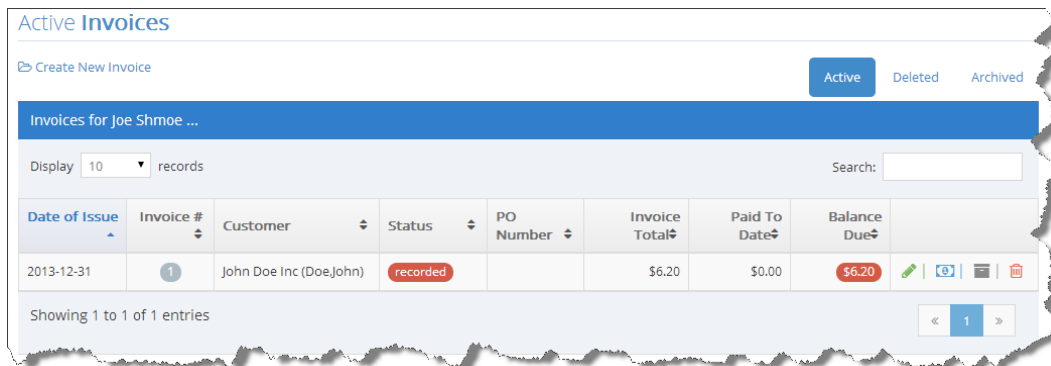 Active Invoices
Create New Invoice
Active Deleted Archived
Invoices for Joe Shmoe ...
Display 10 records Search:
Date of Issue Invoice # Customer Status PO Number Invoice Total Paid To Date Balance Due
2013-12-31 1 John Doe Inc (Doe,John) recorded $6.20 $0.00 $6.20 | | |
Showing 1 to 1 of 1 entries « 1 »